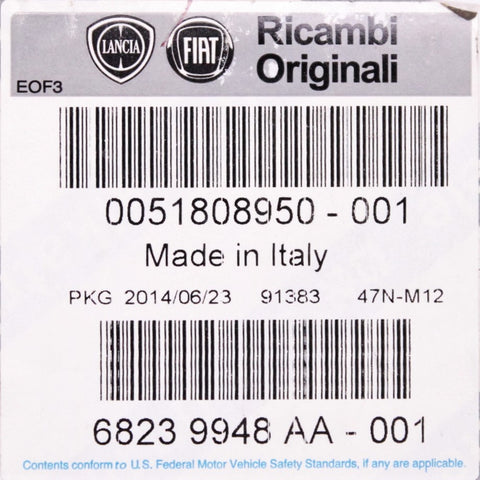 LANCIA FIAT Ricambi
Originali
EOF3
0051808950 - 001
Made in Italy
PKG 2014/06/23 91383 47N-M12
6823 9948 AA - 001
Contents conform to U.S. Federal Motor Vehicle Safety Standards, if any are applicable.